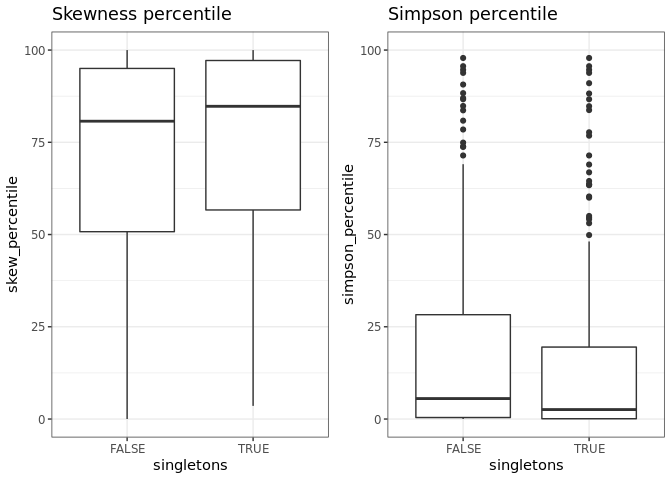 Skewness percentile
100
75
50
25
0
skew_percentile
FALSE
TRUE
singletons
Simpson percentile
100
75
50
25
0
simpson_percentile
FALSE
TRUE
singletons